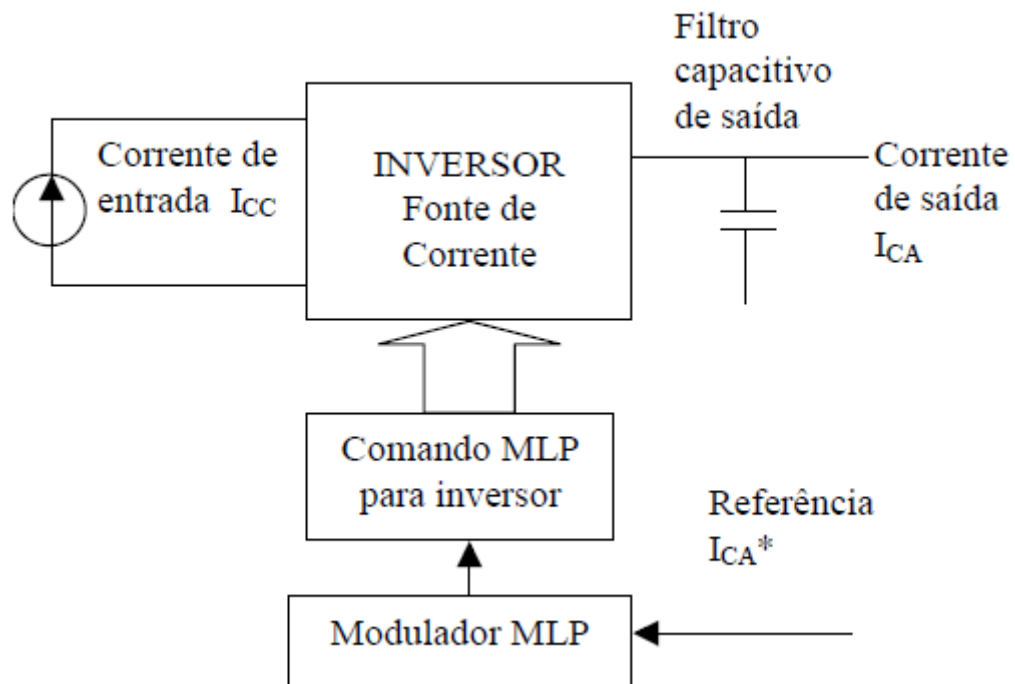 Filtro
capacitivo
de saída
Corrente de
entrada ICC
INVERSOR
Fonte de
Corrente
Corrente
de saída
ICA
Comando MLP
para inversor
Referência
ICA*
Modulador MLP